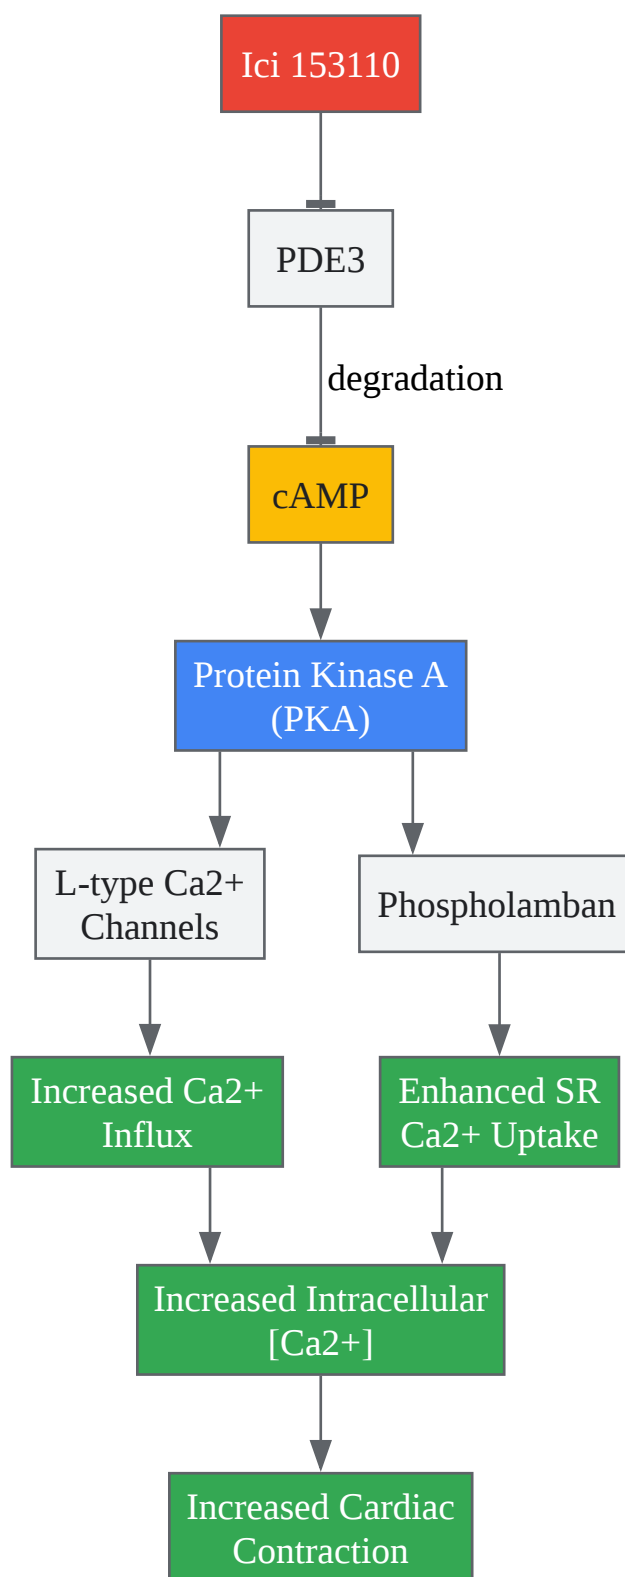 Ici 153110
PDE3
degradation
cAMP
Protein Kinase A
(PKA)
L-type Ca2+
Channels
Phospholamban
Increased Ca2+
Influx
Enhanced SR
Ca2+ Uptake
Increased Intracellular
[Ca2+]
Increased Cardiac
Contraction